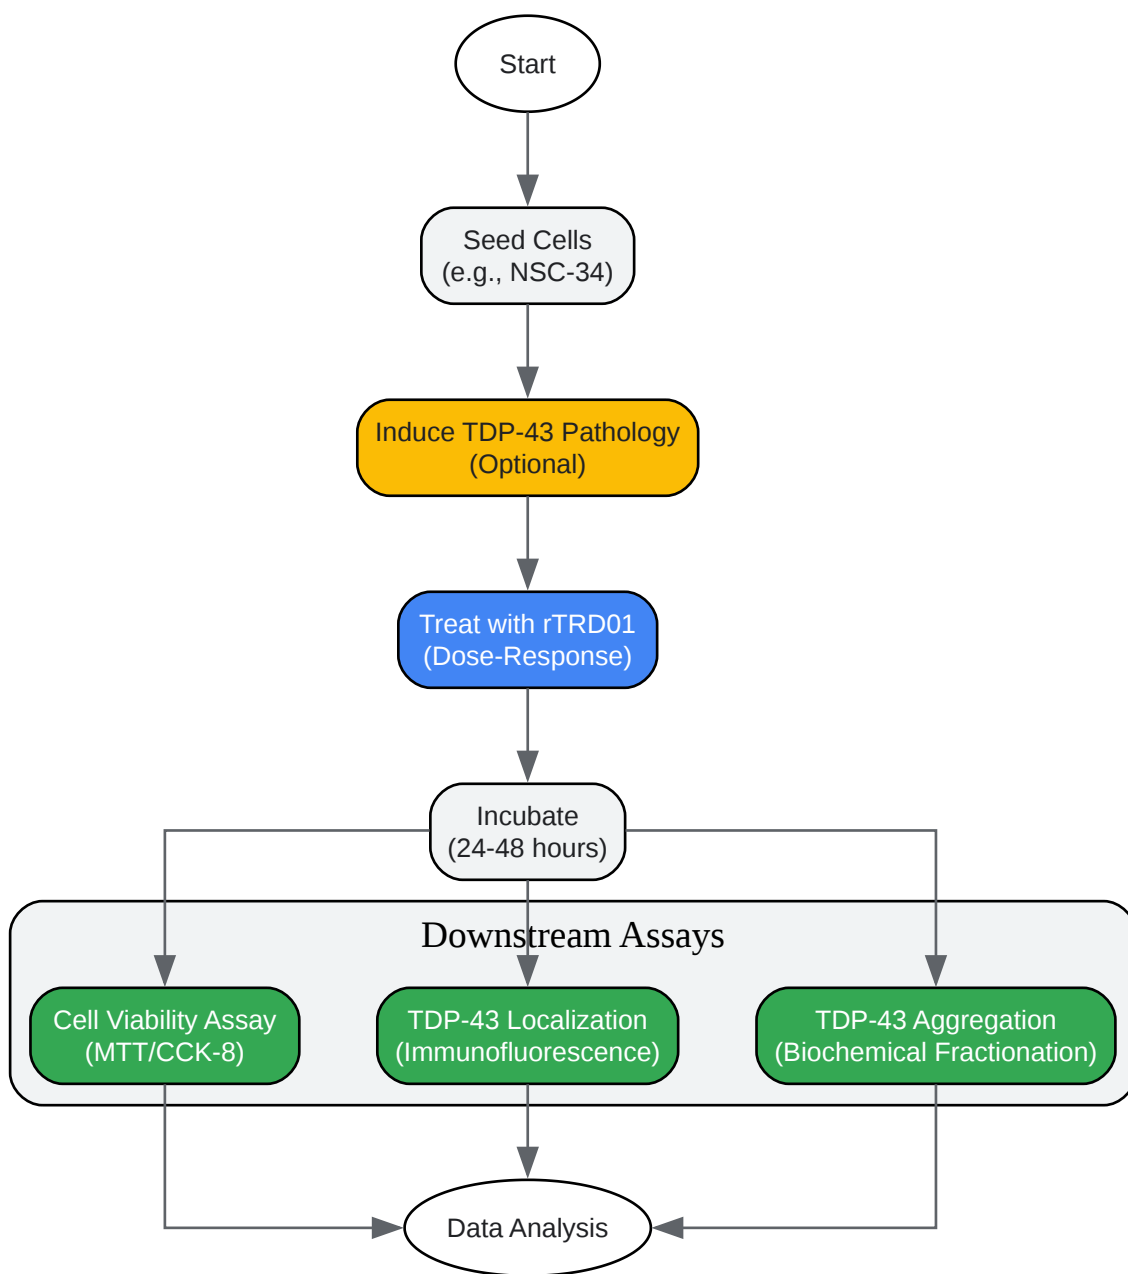 Start
Seed Cells
(e.g., NSC-34)
Induce TDP-43 Pathology
(Optional)
Treat with rTRD01
(Dose-Response)
Incubate
(24-48 hours)
Downstream Assays
Cell Viability Assay
(MTT/CCK-8)
TDP-43 Localization
(Immunofluorescence)
TDP-43 Aggregation
(Biochemical Fractionation)
Data Analysis